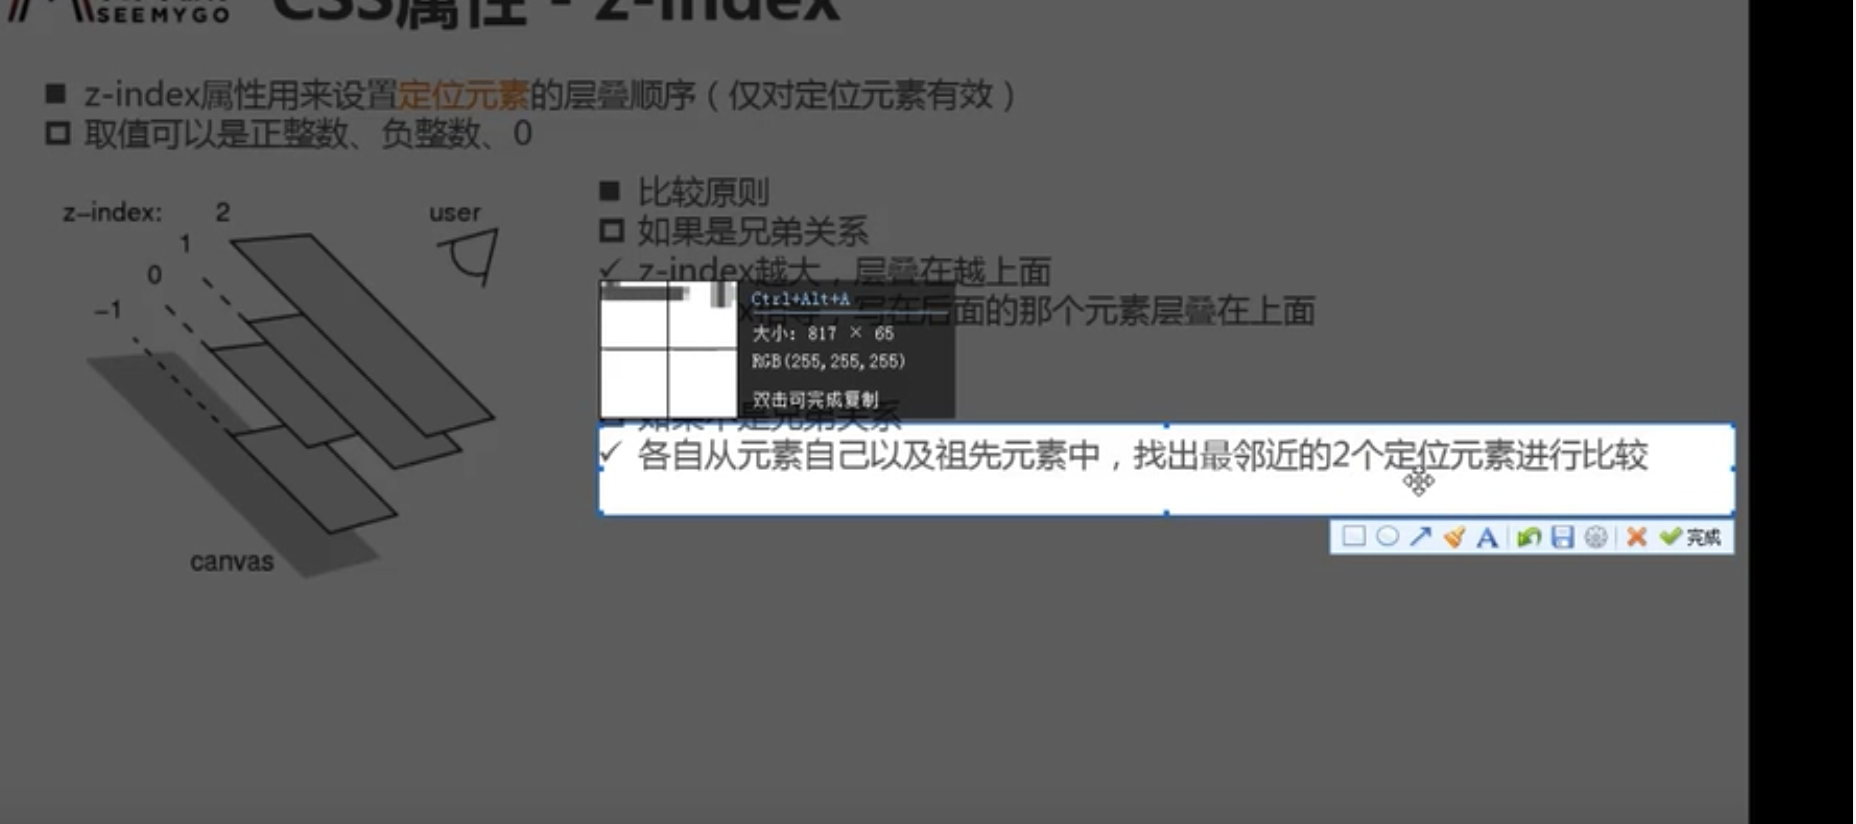 SEEMYGO
CSS属性 - z-index
z-index属性用来设置定位元素的层叠顺序（仅对定位元素有效）
取值可以是正整数、负整数、0
z-index:
2
1
0
-1
user
canvas
比较原则
如果是兄弟关系
z-index越大，层叠在越上面
写在后面的那个元素层叠在上面
Ctrl+Alt+A
大小: 817 × 65
RGB(255,255,255)
双击可完成复制
如果不是兄弟关系
各自从元素自己以及祖先元素中，找出最邻近的2个定位元素进行比较
A
完成